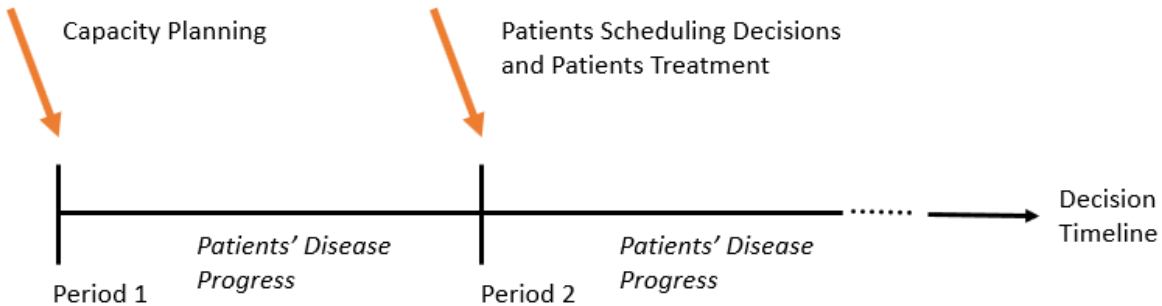 Capacity Planning
Patients Scheduling Decisions
and Patients Treatment
Decision
Timeline
Patients’ Disease
Progress
Patients’ Disease
Progress
Period 1
Period 2